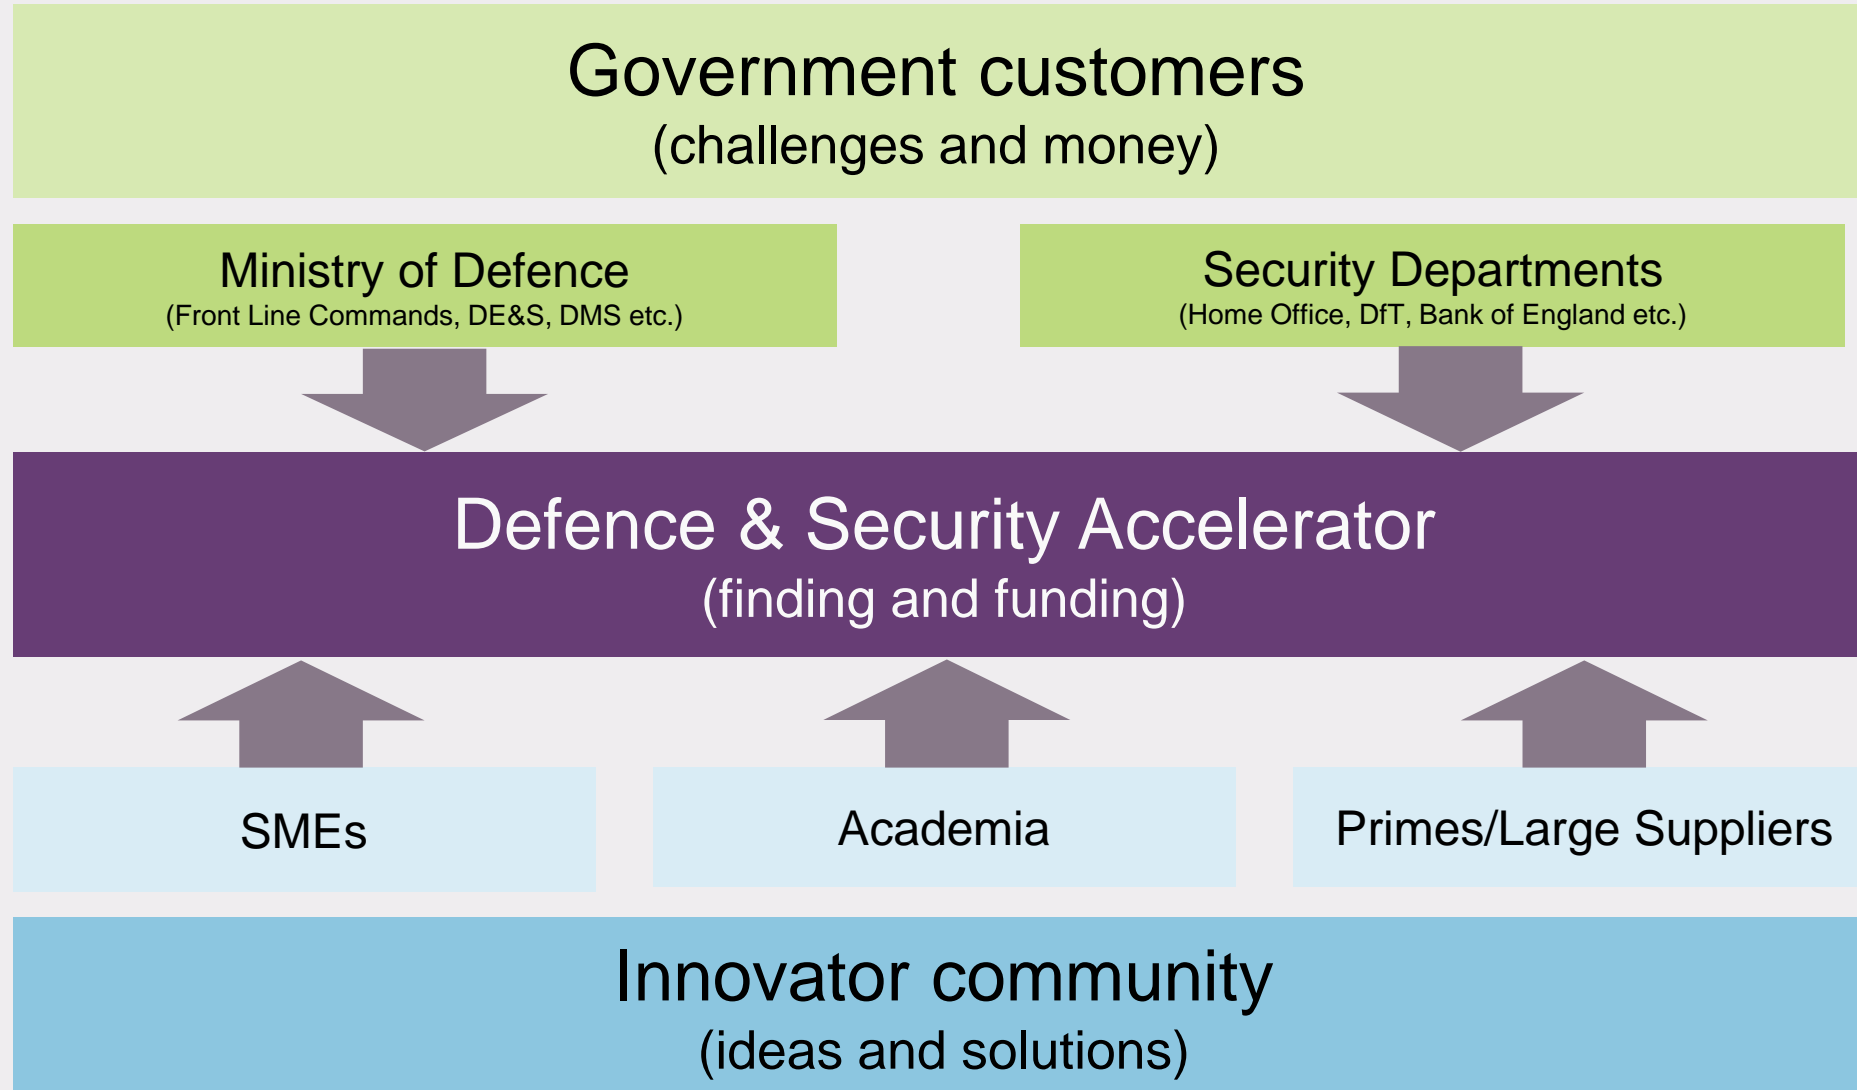 Government customers
(challenges and money)
Ministry of Defence
(Front Line Commands, DE&S, DMS etc.)
Security Departments
(Home Office, DfT, Bank of England etc.)
Defence & Security Accelerator
(finding and funding)
SMEs
Academia
Primes/Large Suppliers
Innovator community
(ideas and solutions)